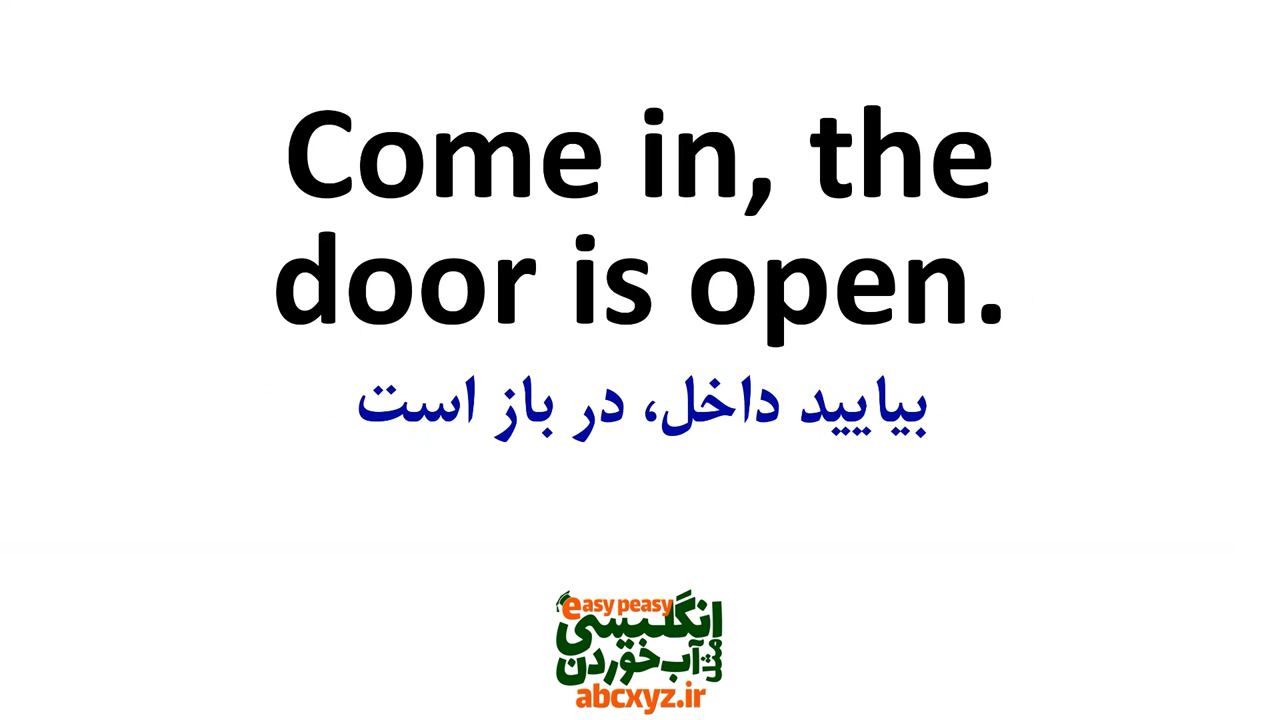 Come in, the
door is open.
بیایید داخل، در باز است
easy peasy
انگلیسی
مثل آب خوردن
abcxyz.ir